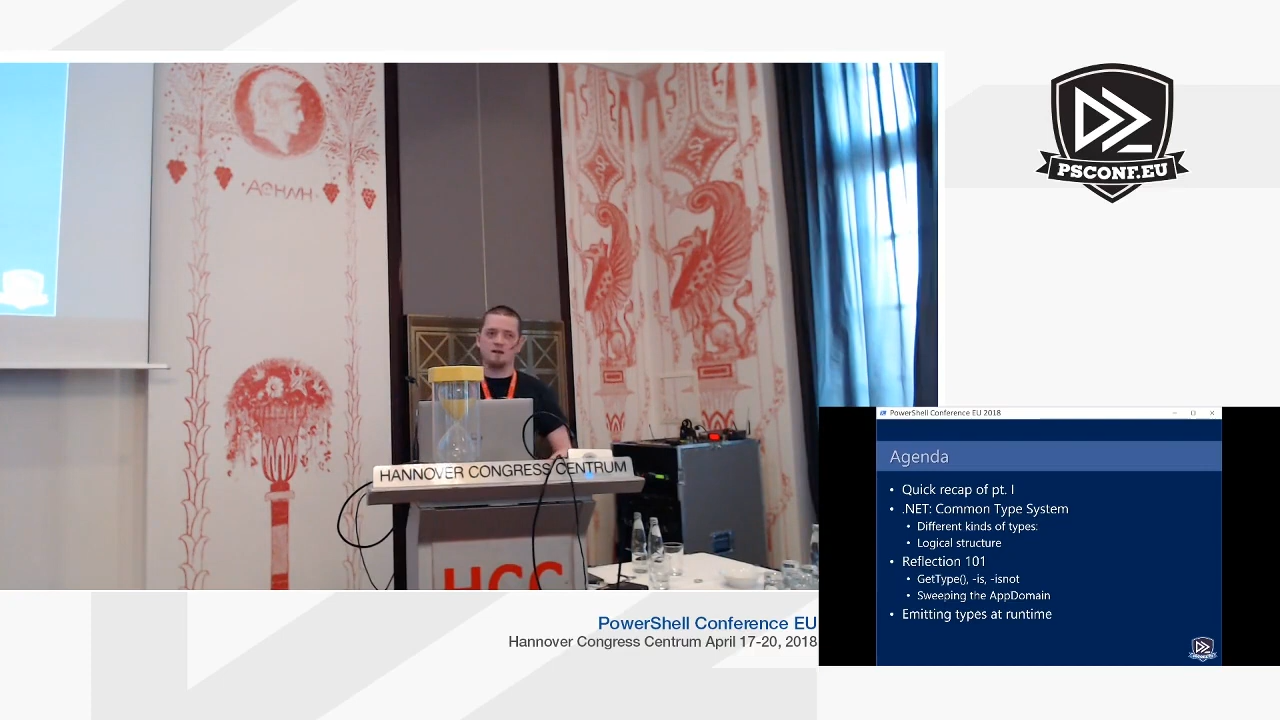 PSCONF.EU
ΑΘΗΝΗ
HANNOVER CONGRESS CENTRUM
HCC
PowerShell Conference EU
Hannover Congress Centrum April 17-20, 2018
PowerShell Conference EU 2018
Agenda
• Quick recap of pt. I
• .NET: Common Type System
• Different kinds of types:
• Logical structure
• Reflection 101
• GetType(), -is, -isnot
• Sweeping the AppDomain
• Emitting types at runtime